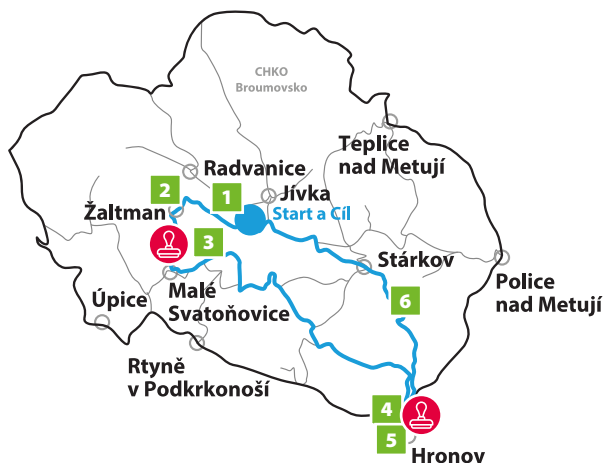 CHKO
Broumovsko
Teplice
nad Metují
Radvanice
2
1
Jívka
Žaltman
Start a Cíl
3
Stárkov
Police
nad Metují
Malé
Svatoňovice
Úpice
6
Rtyně
v Podkrkonoší
4
5
Hronov